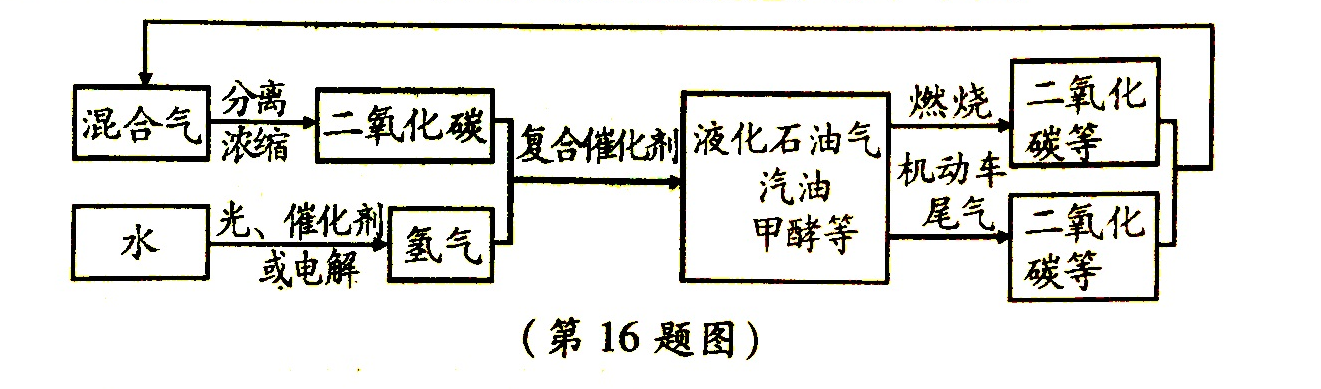 混合气
分离
浓缩
二氧化碳
水
光、催化剂
或电解
氢气
复合催化剂
液化石油气
汽油
甲醇等
燃烧
二氧化
碳等
机动车
尾气
二氧化
碳等
(第 16 题图)